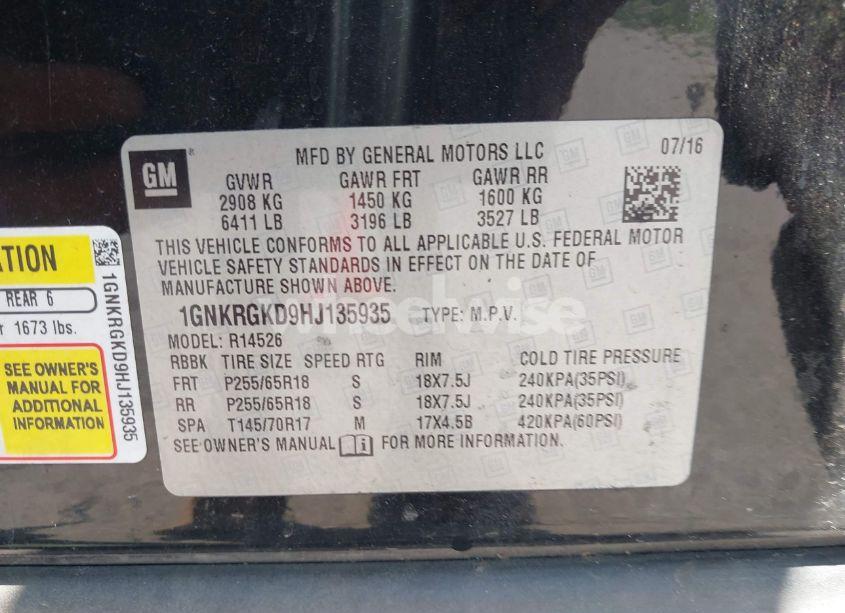 GM
MFD BY GENERAL MOTORS LLC 07/16
GVWR GAWR FRT GAWR RR
2908 KG 1450 KG 1600 KG
6411 LB 3196 LB 3527 LB
THIS VEHICLE CONFORMS TO ALL APPLICABLE U.S. FEDERAL MOTOR
VEHICLE SAFETY STANDARDS IN EFFECT ON THE DATE OF
MANUFACTURE SHOWN ABOVE.
1GNKRGKD9HJ135935 TYPE: M.P.V.
MODEL: R14526
RBBK TIRE SIZE SPEED RTG RIM COLD TIRE PRESSURE
FRT P255/65R18 S 18X7.5J 240KPA(35PSI)
RR P255/65R18 S 18X7.5J 240KPA(35PSI)
SPA T145/70R17 M 17X4.5B 420KPA(60PSI)
SEE OWNER'S MANUAL FOR MORE INFORMATION.
REAR 6
1673 lbs.
SEE OWNER'S
MANUAL FOR
ADDITIONAL
INFORMATION
1GNKRGKD9HJ135935
wheelwise